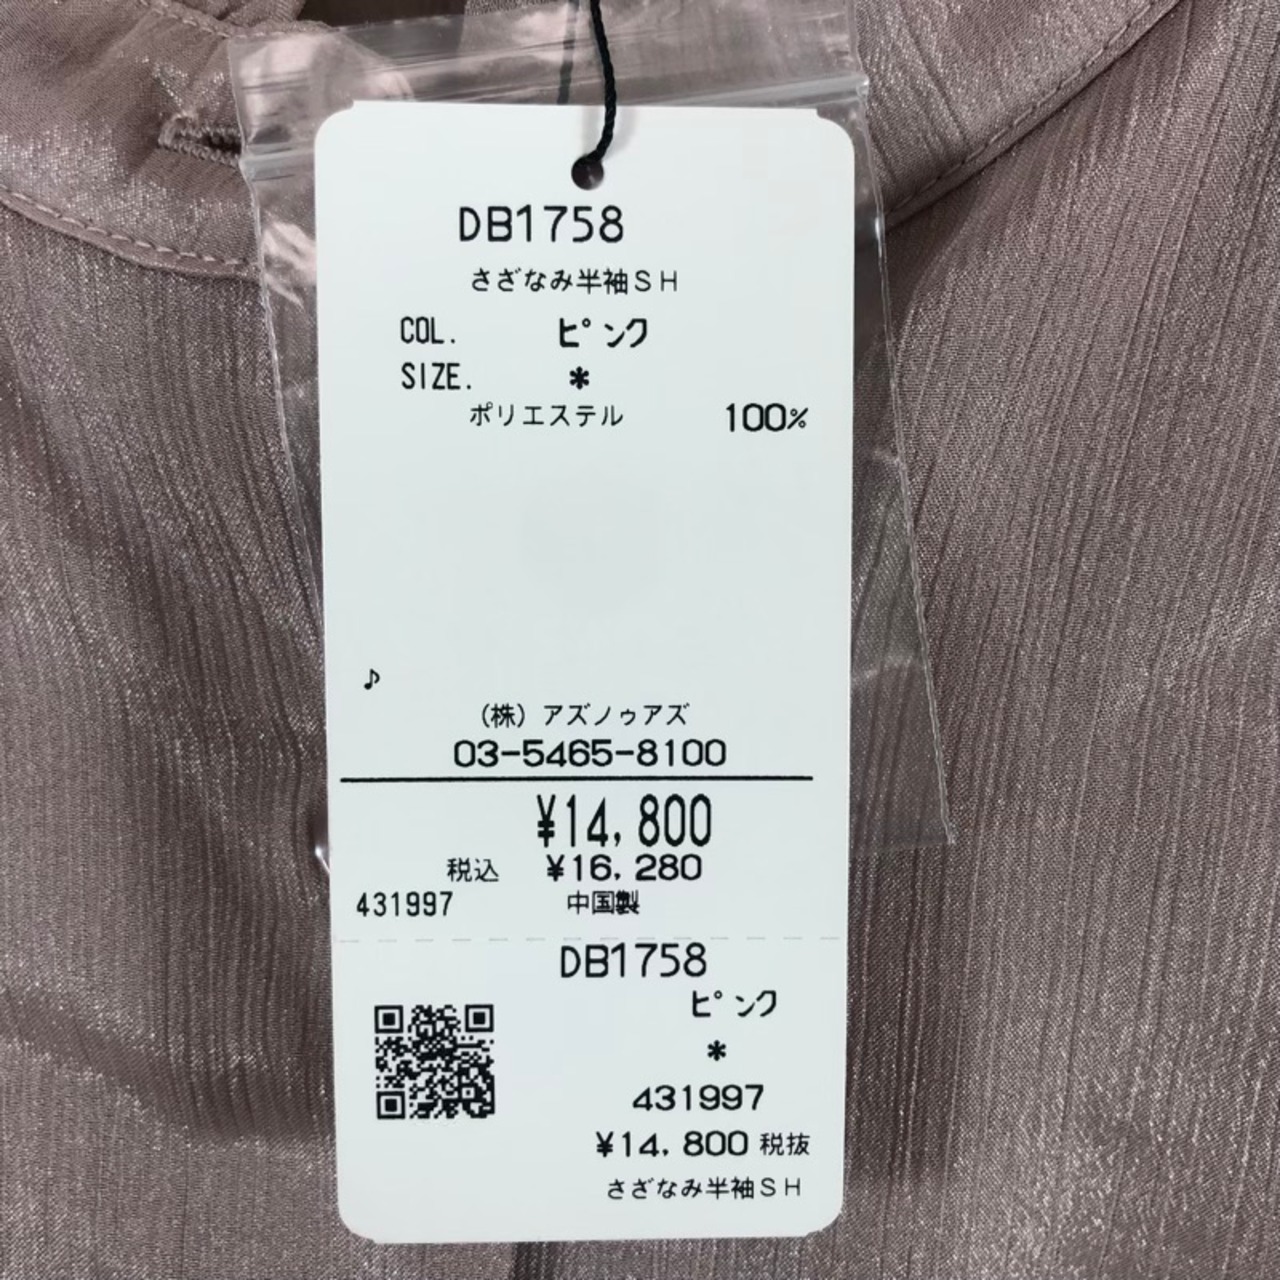 DB1758
さざなみ半袖SH
COL. ピンク
SIZE. *
ポリエステル 100%
♪
(株) アズノゥアズ
03-5465-8100
¥14,800
税込 ¥16,280
431997 中国製
DB1758
ピンク
*
431997
¥14,800 税抜
さざなみ半袖SH